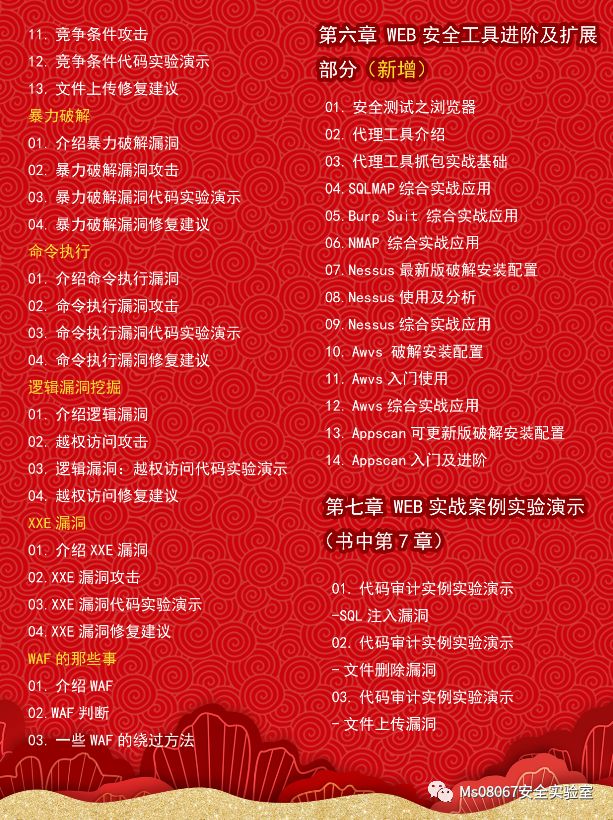 11. 竞争条件攻击
12. 竞争条件代码实验演示
13. 文件上传修复建议
暴力破解
01. 介绍暴力破解漏洞
02. 暴力破解漏洞攻击
03. 暴力破解漏洞代码实验演示
04. 暴力破解漏洞修复建议
命令执行
01. 介绍命令执行漏洞
02. 命令执行漏洞攻击
03. 命令执行漏洞代码实验演示
04. 命令执行漏洞修复建议
逻辑漏洞挖掘
01. 介绍逻辑漏洞
02. 越权访问攻击
03. 逻辑漏洞：越权访问代码实验演示
04. 越权访问修复建议
XXE 漏洞
01. 介绍 XXE 漏洞
02. XXE 漏洞攻击
03. XXE 漏洞代码实验演示
04. XXE 漏洞修复建议
WAF 的那些事
01. 介绍 WAF
02. WAF 判断
03. 一些 WAF 的绕过方法
第六章 WEB 安全工具进阶及扩展
部分（新增）
01. 安全测试之浏览器
02. 代理工具介绍
03. 代理工具抓包实战基础
04. SQLMAP 综合实战应用
05. Burp Suit 综合实战应用
06. NMAP 综合实战应用
07. Nessus 最新版破解安装配置
08. Nessus 使用及分析
09. Nessus 综合实战应用
10. Awvs 破解安装配置
11. Awvs 入门使用
12. Awvs 综合实战应用
13. Appscan 可更新版破解安装配置
14. Appscan 入门及进阶
第七章 WEB 实战案例实验演示
（书中第 7 章）
01. 代码审计实例实验演示
-SQL 注入漏洞
02. 代码审计实例实验演示
- 文件删除漏洞
03. 代码审计实例实验演示
- 文件上传漏洞
Ms08067安全实验室